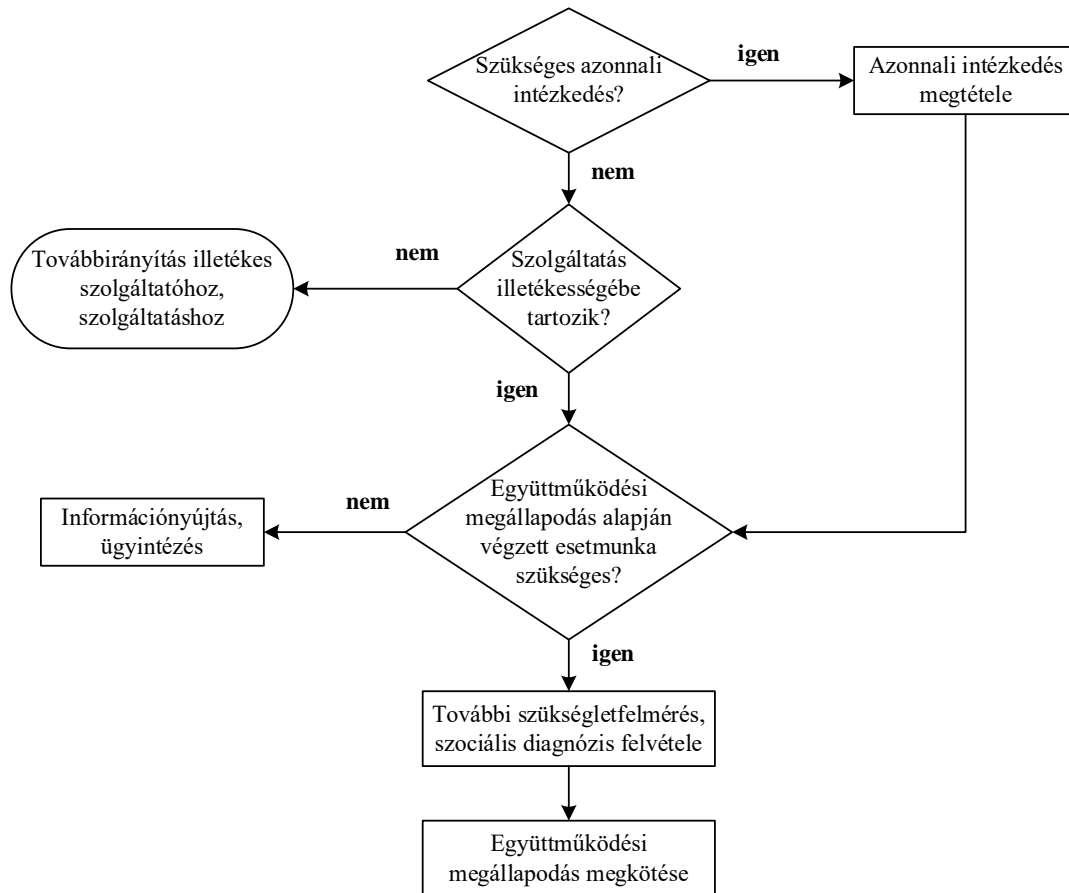 Szükséges azonnali
intézkedés?
igen
Azonnali intézkedés
megtétele
nem
Továbbirányítás illetékes
szolgáltatóhoz,
szolgáltatáshoz
nem
Szolgáltatás
illetékességébe
tartozik?
igen
Információnyújtás,
ügyintézés
nem
Együttműködési
megállapodás alapján
végzett esetmunka
szükséges?
igen
További szükségletfelmérés,
szociális diagnózis felvétele
Együttműködési
megállapodás megkötése